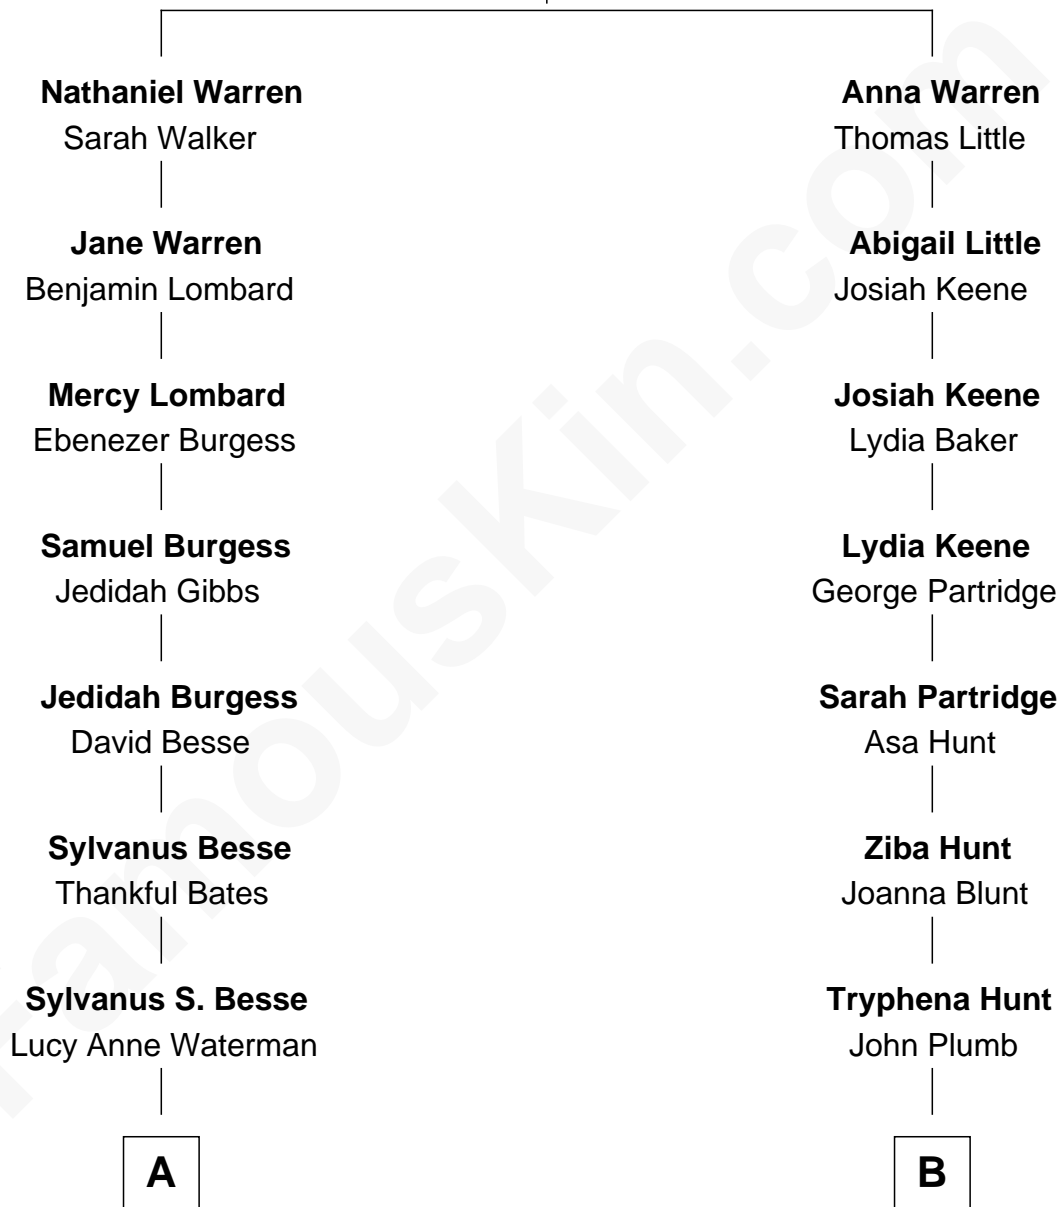 Nathaniel Warren
Sarah Walker
Jane Warren
Benjamin Lombard
Mercy Lombard
Ebenezer Burgess
Samuel Burgess
Jedidah Gibbs
Jedidah Burgess
David Besse
Sylvanus Besse
Thankful Bates
Sylvanus S. Besse
Lucy Anne Waterman
A
Anna Warren
Thomas Little
Abigail Little
Josiah Keene
Josiah Keene
Lydia Baker
Lydia Keene
George Partridge
Sarah Partridge
Asa Hunt
Ziba Hunt
Joanna Blunt
Tryphena Hunt
John Plumb
B
FamousKin.com